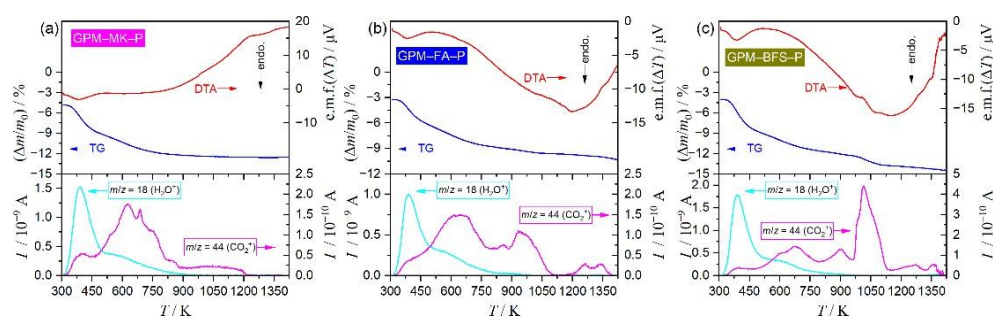 (a)
GPM–MK–P
DTA
endo.
TG
(Δm/m₀) / %
0
−3
−6
−9
−12
−15
e.m.f.(ΔT) / μV
20
10
0
−10
20
m/z = 18 (H₂O⁺)
m/z = 44 (CO₂⁺)
I / 10⁻⁹ A
1.5
1.0
0.5
0.0
I / 10⁻¹⁰ A
2.0
1.5
1.0
0.5
0.0
300 450 600 750 900 1050 1200 1350
T / K
(b)
GPM–FA–P
DTA
endo.
TG
(Δm/m₀) / %
0
−3
−6
−9
−12
e.m.f.(ΔT) / μV
0
−5
−10
−15
m/z = 18 (H₂O⁺)
m/z = 44 (CO₂⁺)
I / 10⁻⁹ A
1.0
0.5
0.0
I / 10⁻¹⁰ A
2.5
2.0
1.5
1.0
0.5
0.0
300 450 600 750 900 1050 1200 1350
T / K
(c)
GPM–BFS–P
DTA
endo.
TG
(Δm/m₀) / %
0
−3
−6
−9
−12
−15
e.m.f.(ΔT) / μV
0
−5
−10
−15
m/z = 18 (H₂O⁺)
m/z = 44 (CO₂⁺)
I / 10⁻⁹ A
2.0
1.5
1.0
0.5
0.0
I / 10⁻¹⁰ A
5
4
3
2
1
0
300 450 600 750 900 1050 1200 1350
T / K